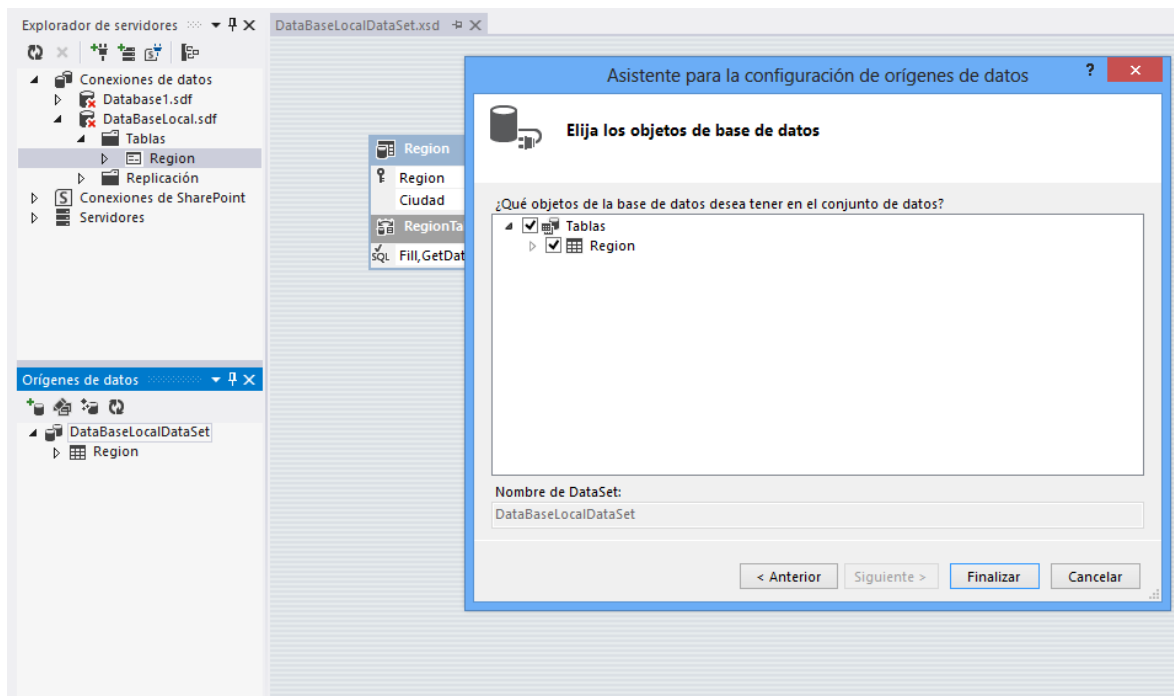 Explorador de servidores
DataBaseLocalDataSet.xsd
Conexiones de datos
Database1.sdf
DataBaseLocal.sdf
Tablas
Region
Replicación
Conexiones de SharePoint
Servidores
Orígenes de datos
DataBaseLocalDataSet
Region
Region
Region
Ciudad
RegionTa
SQL Fill,GetDat
Asistente para la configuración de orígenes de datos ?
Elija los objetos de base de datos
¿Qué objetos de la base de datos desea tener en el conjunto de datos?
Tablas
Region
Nombre de DataSet:
DataBaseLocalDataSet
< Anterior Siguiente > Finalizar Cancelar